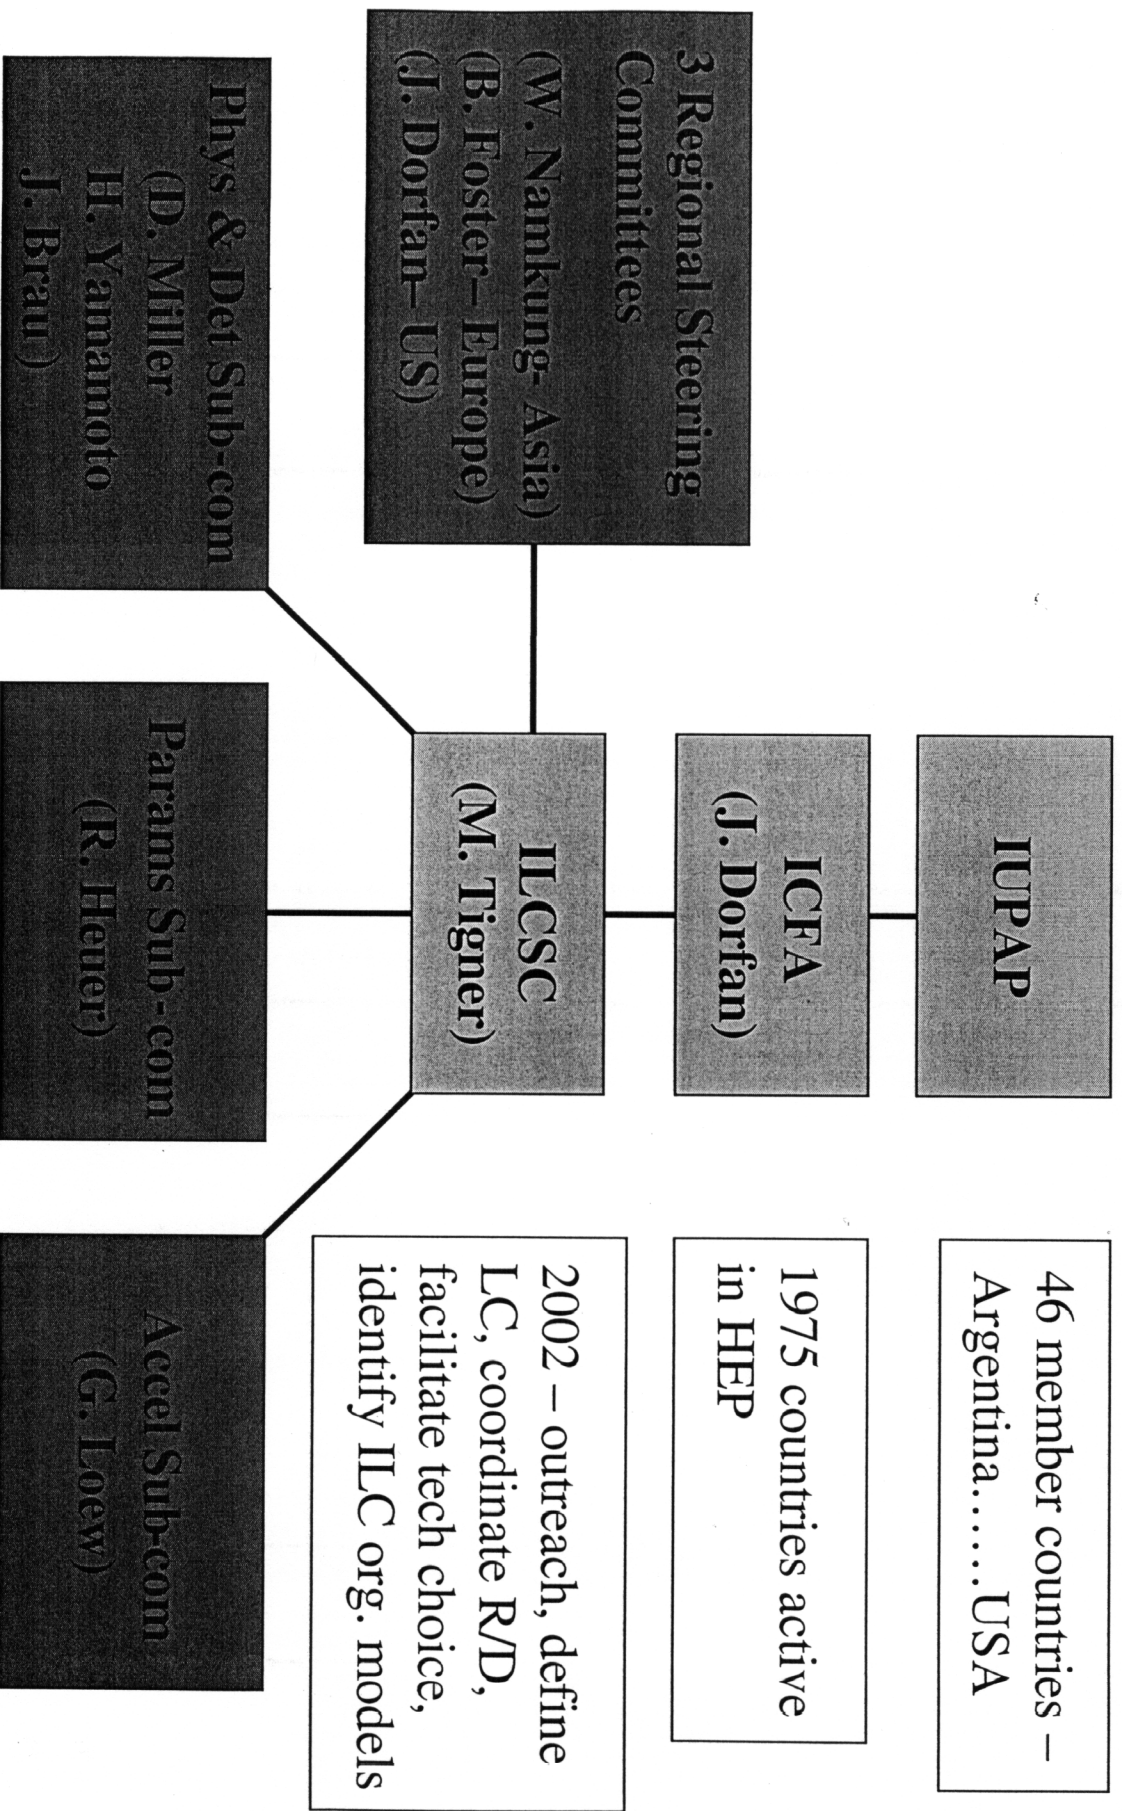 IUPAP
46 member countries –
Argentina......USA
ICFA
(J. Dorfan)
1975 countries active
in HEP
3 Regional Steering
Committees
(W. Namkung- Asia)
(B. Foster– Europe)
(J. Dorfan– US)
ILCSC
(M. Tigner)
2002 – outreach, define
LC, coordinate R/D,
facilitate tech choice,
identify ILC org. models
Phys & Det Sub-com
(D. Miller
H. Yamamoto
J. Brau)
Params Sub-com
(R. Heuer)
Accel Sub-com
(G. Loew)